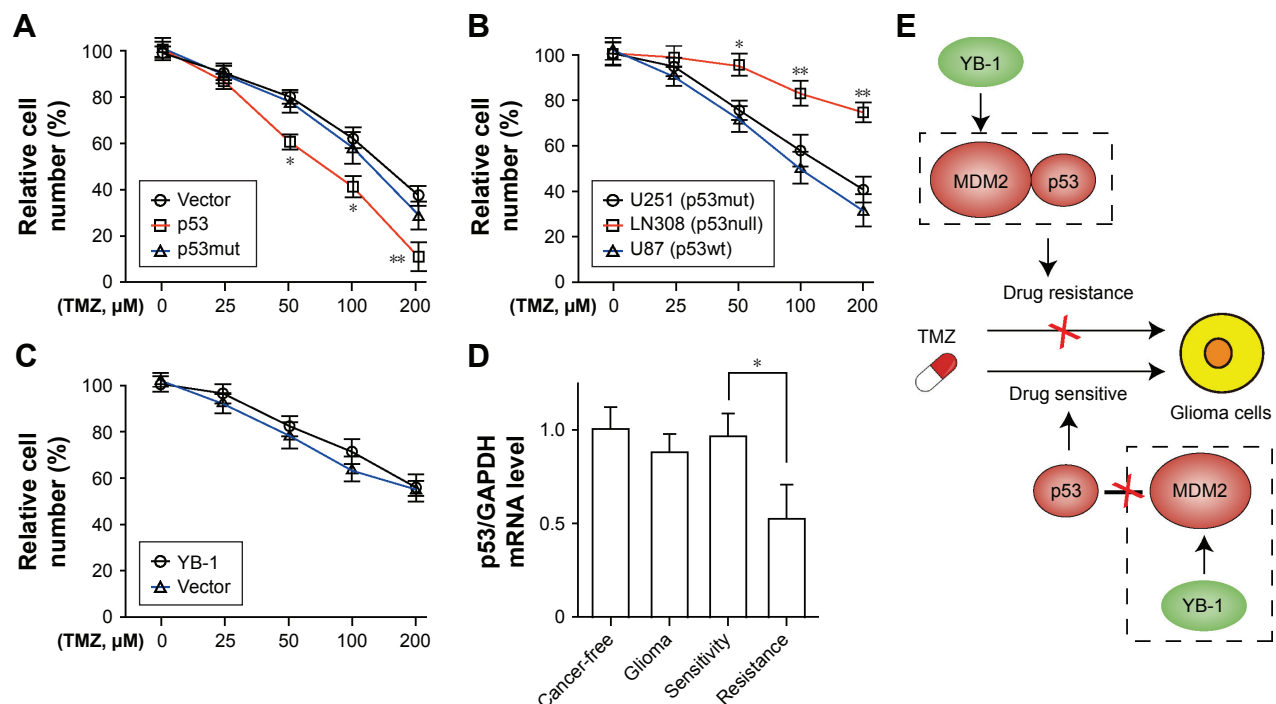 A
Relative cell
number (%)
100
80
60
40
20
0
Vector
p53
p53mut
*
*
**
(TMZ, µM)
0 25 50 100 200
B
Relative cell
number (%)
100
80
60
40
20
0
U251 (p53mut)
LN308 (p53null)
U87 (p53wt)
*
**
**
(TMZ, µM)
0 25 50 100 200
C
Relative cell
number (%)
100
80
60
40
20
0
YB-1
Vector
(TMZ, µM)
0 25 50 100 200
D
p53/GAPDH
mRNA level
1.0
0.5
0
*
Cancer-free
Glioma
Sensitivity
Resistance
E
YB-1
MDM2 p53
Drug resistance
TMZ
Drug sensitive
Glioma cells
p53 MDM2
YB-1